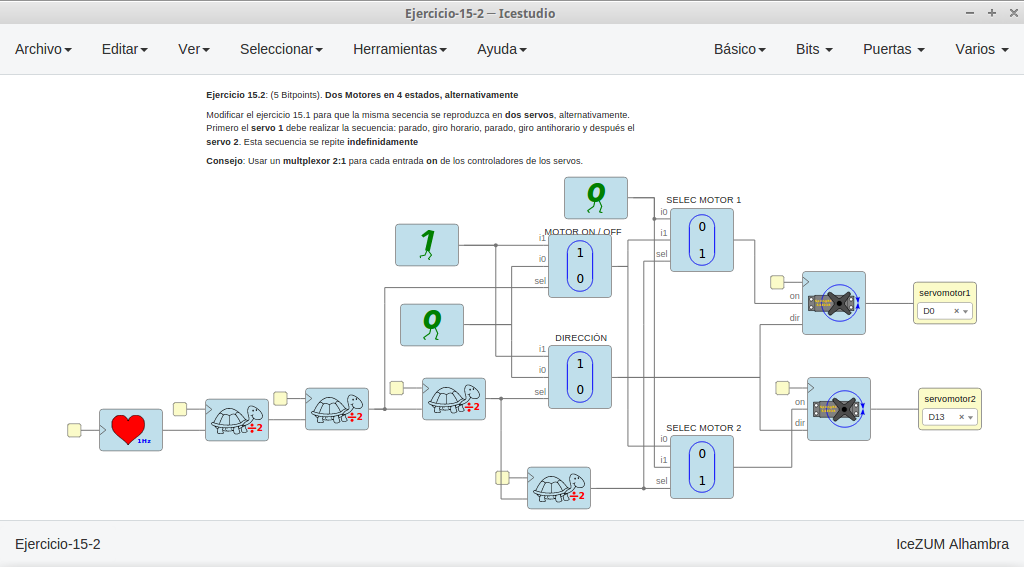 Ejercicio-15-2 — Icestudio
Archivo Editar Ver Seleccionar Herramientas Ayuda Básico Bits Puertas Varios
Ejercicio 15.2: (5 Bitpoints). Dos Motores en 4 estados, alternativamente
Modificar el ejercicio 15.1 para que la misma secencia se reproduzca en dos servos, alternativamente.
Primero el servo 1 debe realizar la secuencia: parado, giro horario, parado, giro antihorario y después el
servo 2. Esta secuencia se repite indefinidamente
Consejo: Usar un multplexor 2:1 para cada entrada on de los controladores de los servos.
0
SELEC MOTOR 1
i0
i1
sel
0
1
1
MOTOR ON / OFF
i1
i0
sel
1
0
0
DIRECCIÓN
i1
i0
sel
1
0
on
dir
servomotor1
D0 ×
1Hz
÷2
÷2
÷2
÷2
SELEC MOTOR 2
i0
i1
sel
0
1
on
dir
servomotor2
D13 ×
Ejercicio-15-2 IceZUM Alhambra